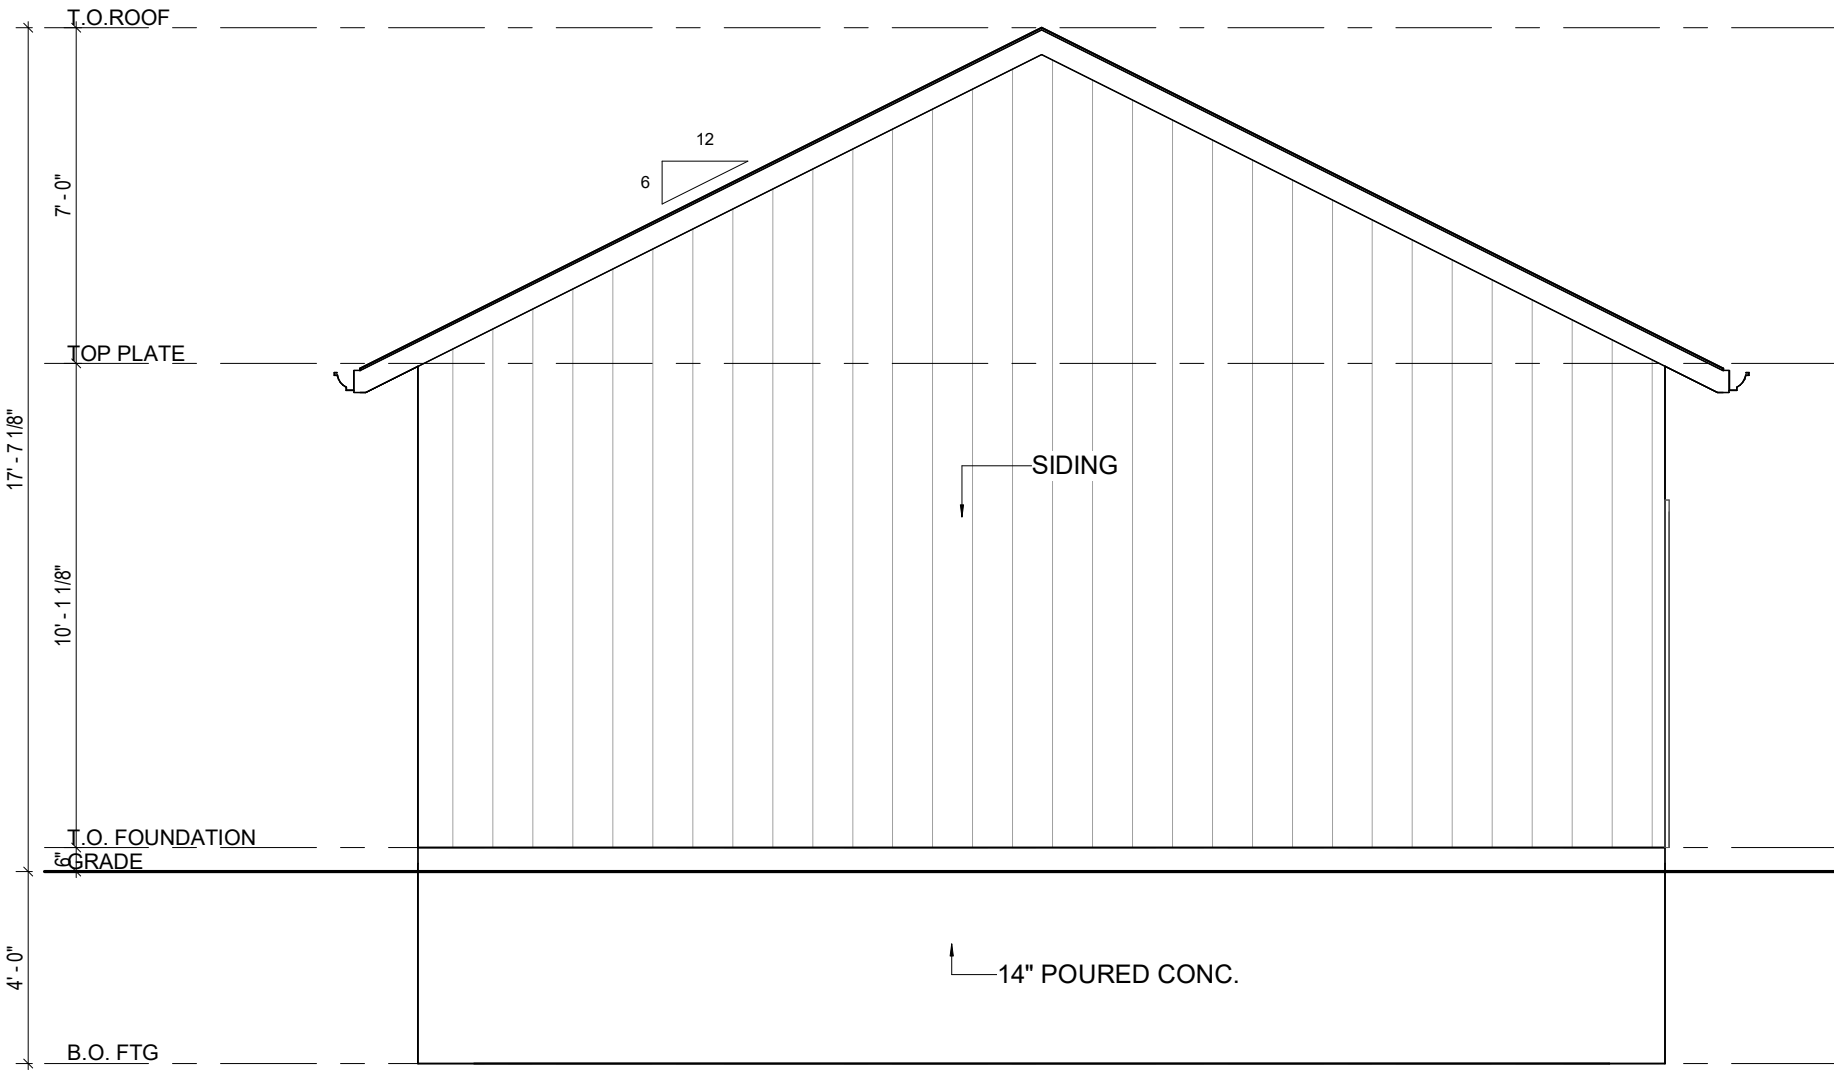 T.O.ROOF
12
6
7' - 0"
TOP PLATE
17' - 7 1/8"
SIDING
10' - 1 1/8"
T.O. FOUNDATION
6"
GRADE
4' - 0"
14" POURED CONC.
B.O. FTG